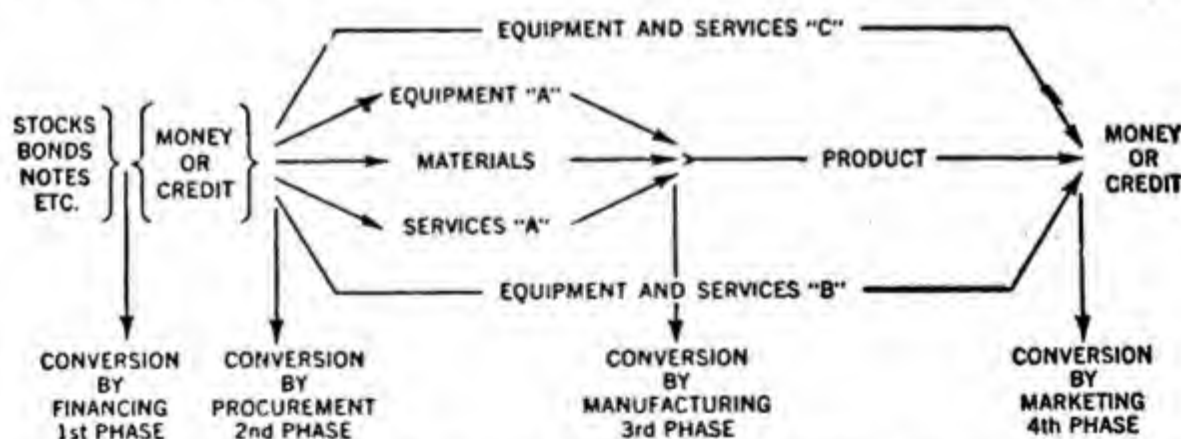 EQUIPMENT AND SERVICES "C"
EQUIPMENT "A"
STOCKS
BONDS
NOTES
ETC.
MONEY
OR
CREDIT
MATERIALS
PRODUCT
MONEY
OR
CREDIT
SERVICES "A"
EQUIPMENT AND SERVICES "B"
CONVERSION
BY
FINANCING
1st PHASE
CONVERSION
BY
PROCUREMENT
2nd PHASE
CONVERSION
BY
MANUFACTURING
3rd PHASE
CONVERSION
BY
MARKETING
4th PHASE